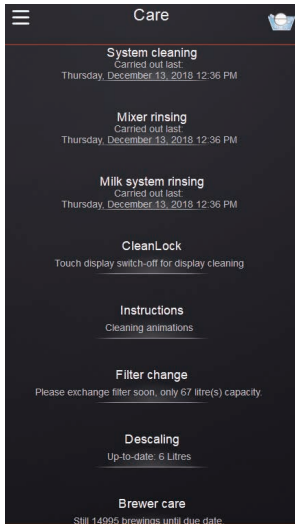 Care
System cleaning
Carried out last:
Thursday, December 13, 2018 12:36 PM
Mixer rinsing
Carried out last:
Thursday, December 13, 2018 12:36 PM
Milk system rinsing
Carried out last:
Thursday, December 13, 2018 12:36 PM
CleanLock
Touch display switch-off for display cleaning
Instructions
Cleaning animations
Filter change
Please exchange filter soon, only 67 litre(s) capacity.
Descaling
Up-to-date: 6 Litres
Brewer care
Still 14995 brewings until due date